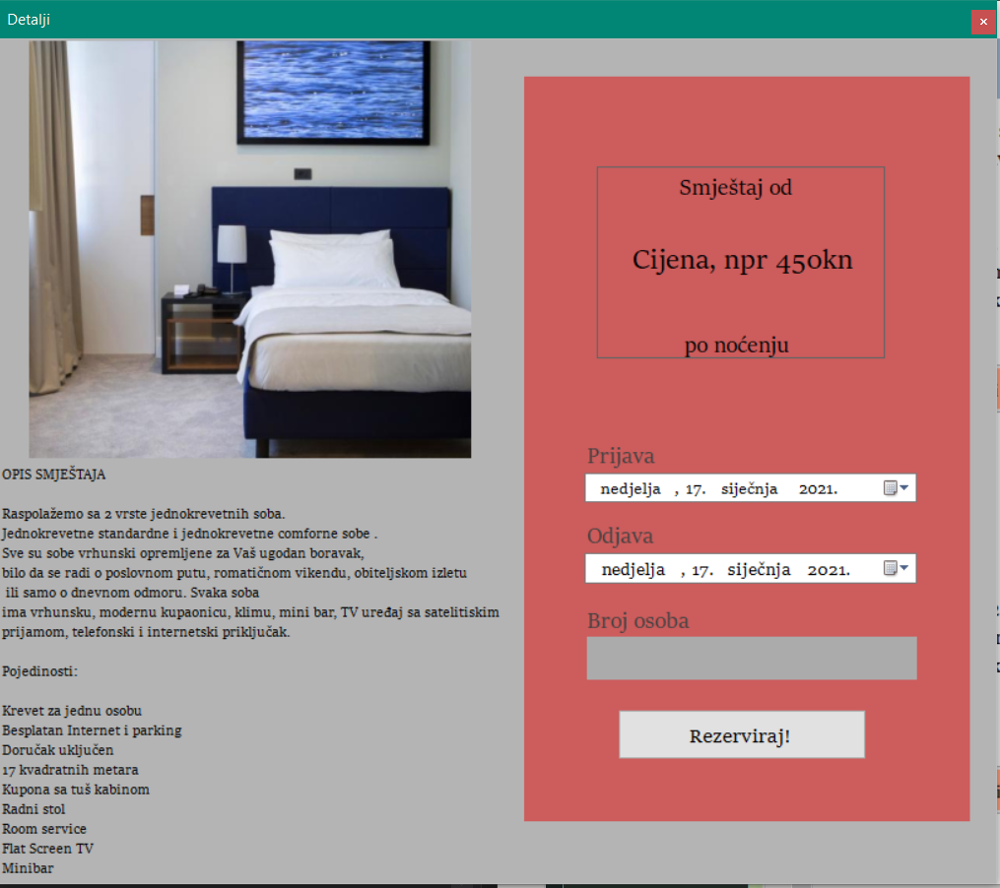 Detalji
OPIS SMJEŠTAJA
Raspolažemo sa 2 vrste jednokrevetnih soba.
Jednokrevetne standardne i jednokrevetne comforne sobe .
Sve su sobe vrhunski opremljene za Vaš ugodan boravak,
bilo da se radi o poslovnom putu, romatičnom vikendu, obiteljskom izletu
ili samo o dnevnom odmoru. Svaka soba
ima vrhunsku, modernu kupaonicu, klimu, mini bar, TV uređaj sa satelitiskim
prijamom, telefonski i internetski priključak.
Pojedinosti:
Krevet za jednu osobu
Besplatan Internet i parking
Doručak uključen
17 kvadratnih metara
Kupona sa tuš kabinom
Radni stol
Room service
Flat Screen TV
Minibar
Smještaj od
Cijena, npr 450kn
po noćenju
Prijava
nedjelja , 17. siječnja 2021.
Odjava
nedjelja , 17. siječnja 2021.
Broj osoba
Rezerviraj!